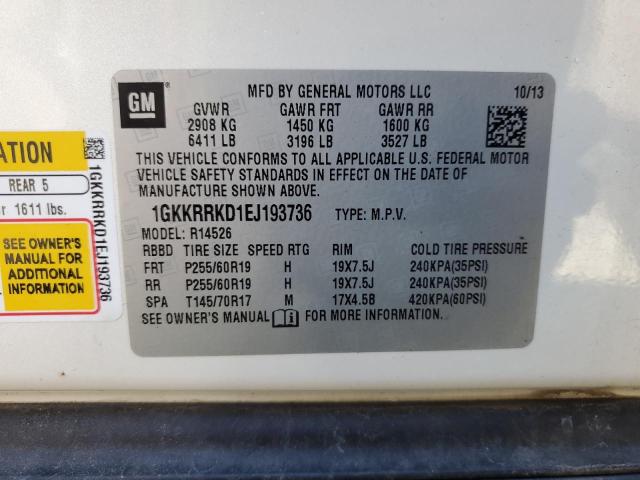 GM
MFD BY GENERAL MOTORS LLC 10/13
GVWR GAWR FRT GAWR RR
2908 KG 1450 KG 1600 KG
6411 LB 3196 LB 3527 LB
THIS VEHICLE CONFORMS TO ALL APPLICABLE U.S. FEDERAL MOTOR
VEHICLE SAFETY STANDARDS IN EFFECT ON THE DATE OF
MANUFACTURE SHOWN ABOVE.
1GKKRRKD1EJ193736 TYPE: M.P.V.
MODEL: R14526
RBBD TIRE SIZE SPEED RTG RIM COLD TIRE PRESSURE
FRT P255/60R19 H 19X7.5J 240KPA(35PSI)
RR P255/60R19 H 19X7.5J 240KPA(35PSI)
SPA T145/70R17 M 17X4.5B 420KPA(60PSI)
SEE OWNER'S MANUAL i FOR MORE INFORMATION.
REAR 5
1611 lbs.
SEE OWNER'S
MANUAL FOR
ADDITIONAL
INFORMATION
1GKKRRKD1EJ193736